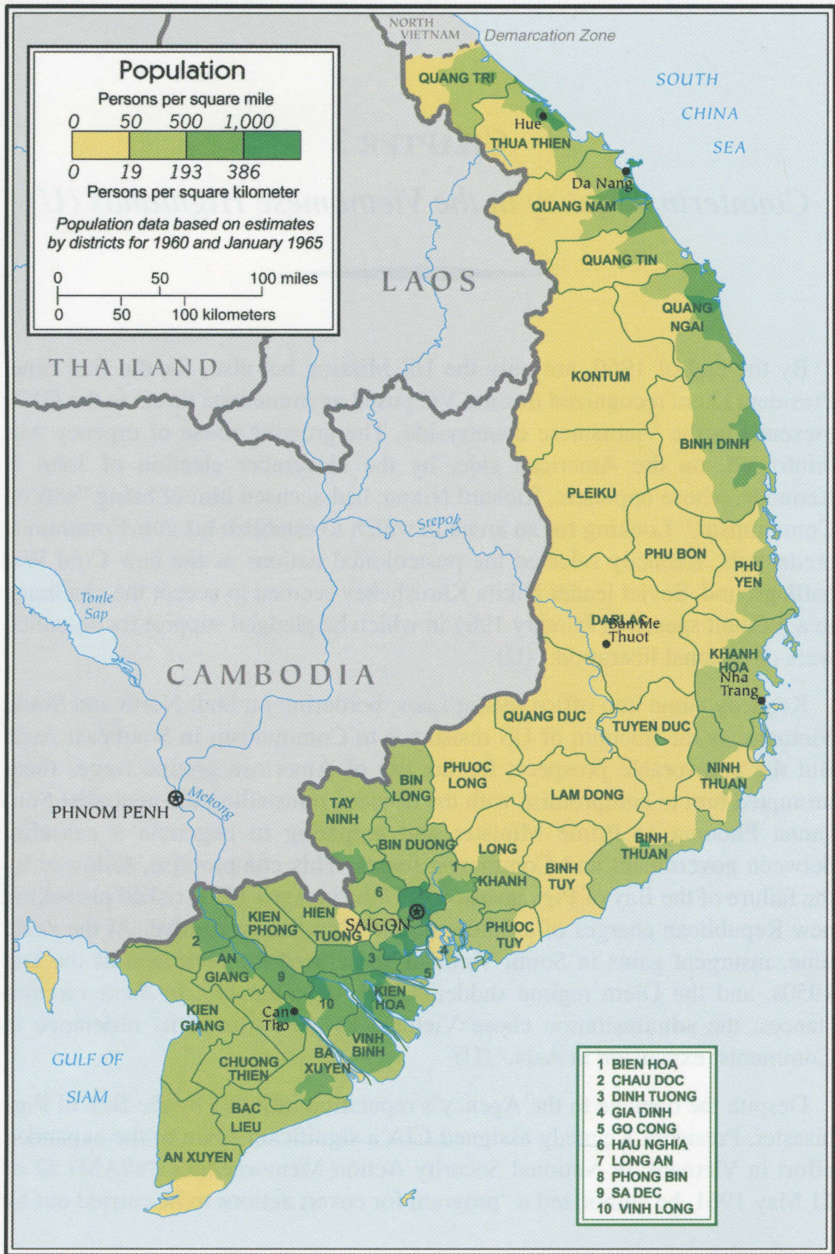 NORTH
VIETNAM
Demarcation Zone
Population
Persons per square mile
0 50 500 1,000
0 19 193 386
Persons per square kilometer
Population data based on estimates
by districts for 1960 and January 1965
0 50 100 miles
0 50 100 kilometers
SOUTH
CHINA
SEA
QUANG TRI
Hue
THUA THIEN
Da Nang
QUANG NAM
QUANG TIN
LAOS
QUANG
NGAI
THAILAND
KONTUM
BINH DINH
PLEIKU
Srepok
PHU BON
PHU
YEN
Tonle
Sap
DARLAC
Ban Me
Thuot
KHANH
HOA
Nha
Trang
CAMBODIA
QUANG DUC
TUYEN DUC
PHUOC
LONG
BIN
LONG
NINH
THUAN
LAM DONG
TAY
NINH
PHNOM PENH
Mekong
BIN DUONG
LONG
KHANH
BINH
TUY
BINH
THUAN
1
6
KIEN
PHONG
HIEN
TUONG
SAIGON
PHUOC
TUY
2
AN
GIANG
3
4
5
9
10
KIEN
HOA
KIEN
GIANG
Can
Tho
VINH
BINH
BA
XUYEN
CHUONG
THIEN
GULF OF
SIAM
BAC
LIEU
AN XUYEN
1 BIEN HOA
2 CHAU DOC
3 DINH TUONG
4 GIA DINH
5 GO CONG
6 HAU NGHIA
7 LONG AN
8 PHONG BIN
9 SA DEC
10 VINH LONG